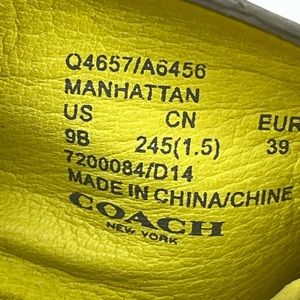 Q4657/A6456
MANHATTAN
US CN EUR
9B 245(1.5) 39
7200084/D14
MADE IN CHINA/CHINE
COACH
NEW YORK